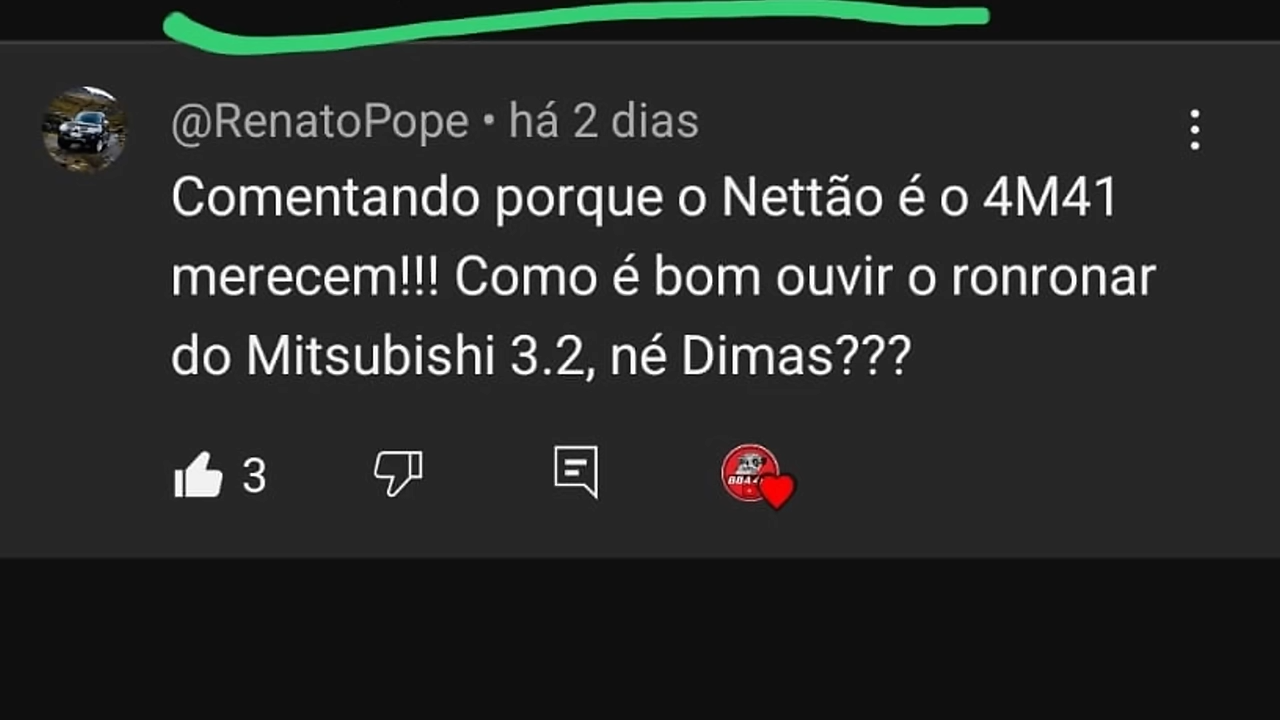 @RenatoPope • há 2 dias
Comentando porque o Nettão é o 4M41
merecem!!! Como é bom ouvir o ronronar
do Mitsubishi 3.2, né Dimas???
3